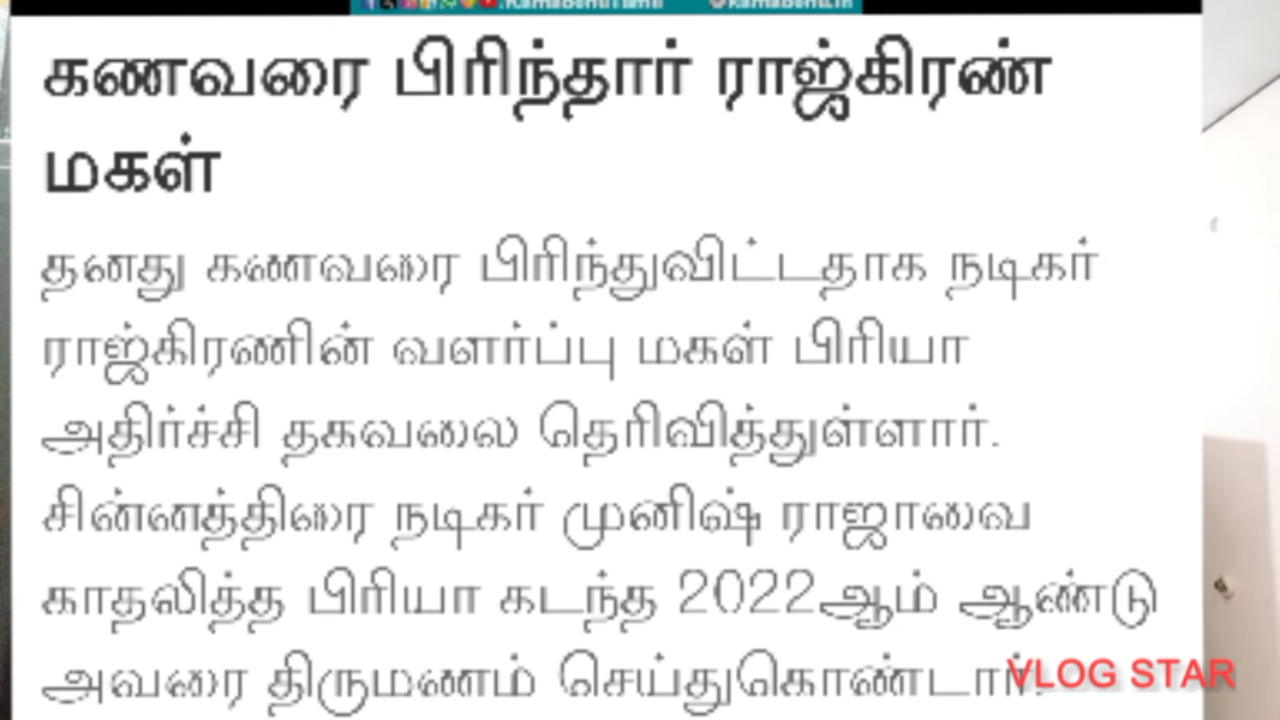 கணவரை பிரிந்தார் ராஜ்கிரண்
மகள்
தனது கணவரை பிரிந்துவிட்டதாக நடிகர்
ராஜ்கிரணின் வளர்ப்பு மகள் பிரியா
அதிர்ச்சி தகவலை தெரிவித்துள்ளார்.
சின்னத்திரை நடிகர் முனிஷ் ராஜாவை
காதலித்த பிரியா கடந்த 2022ஆம் ஆண்டு
அவரை திருமணம் செய்துகொண்டார்.
VLOG STAR